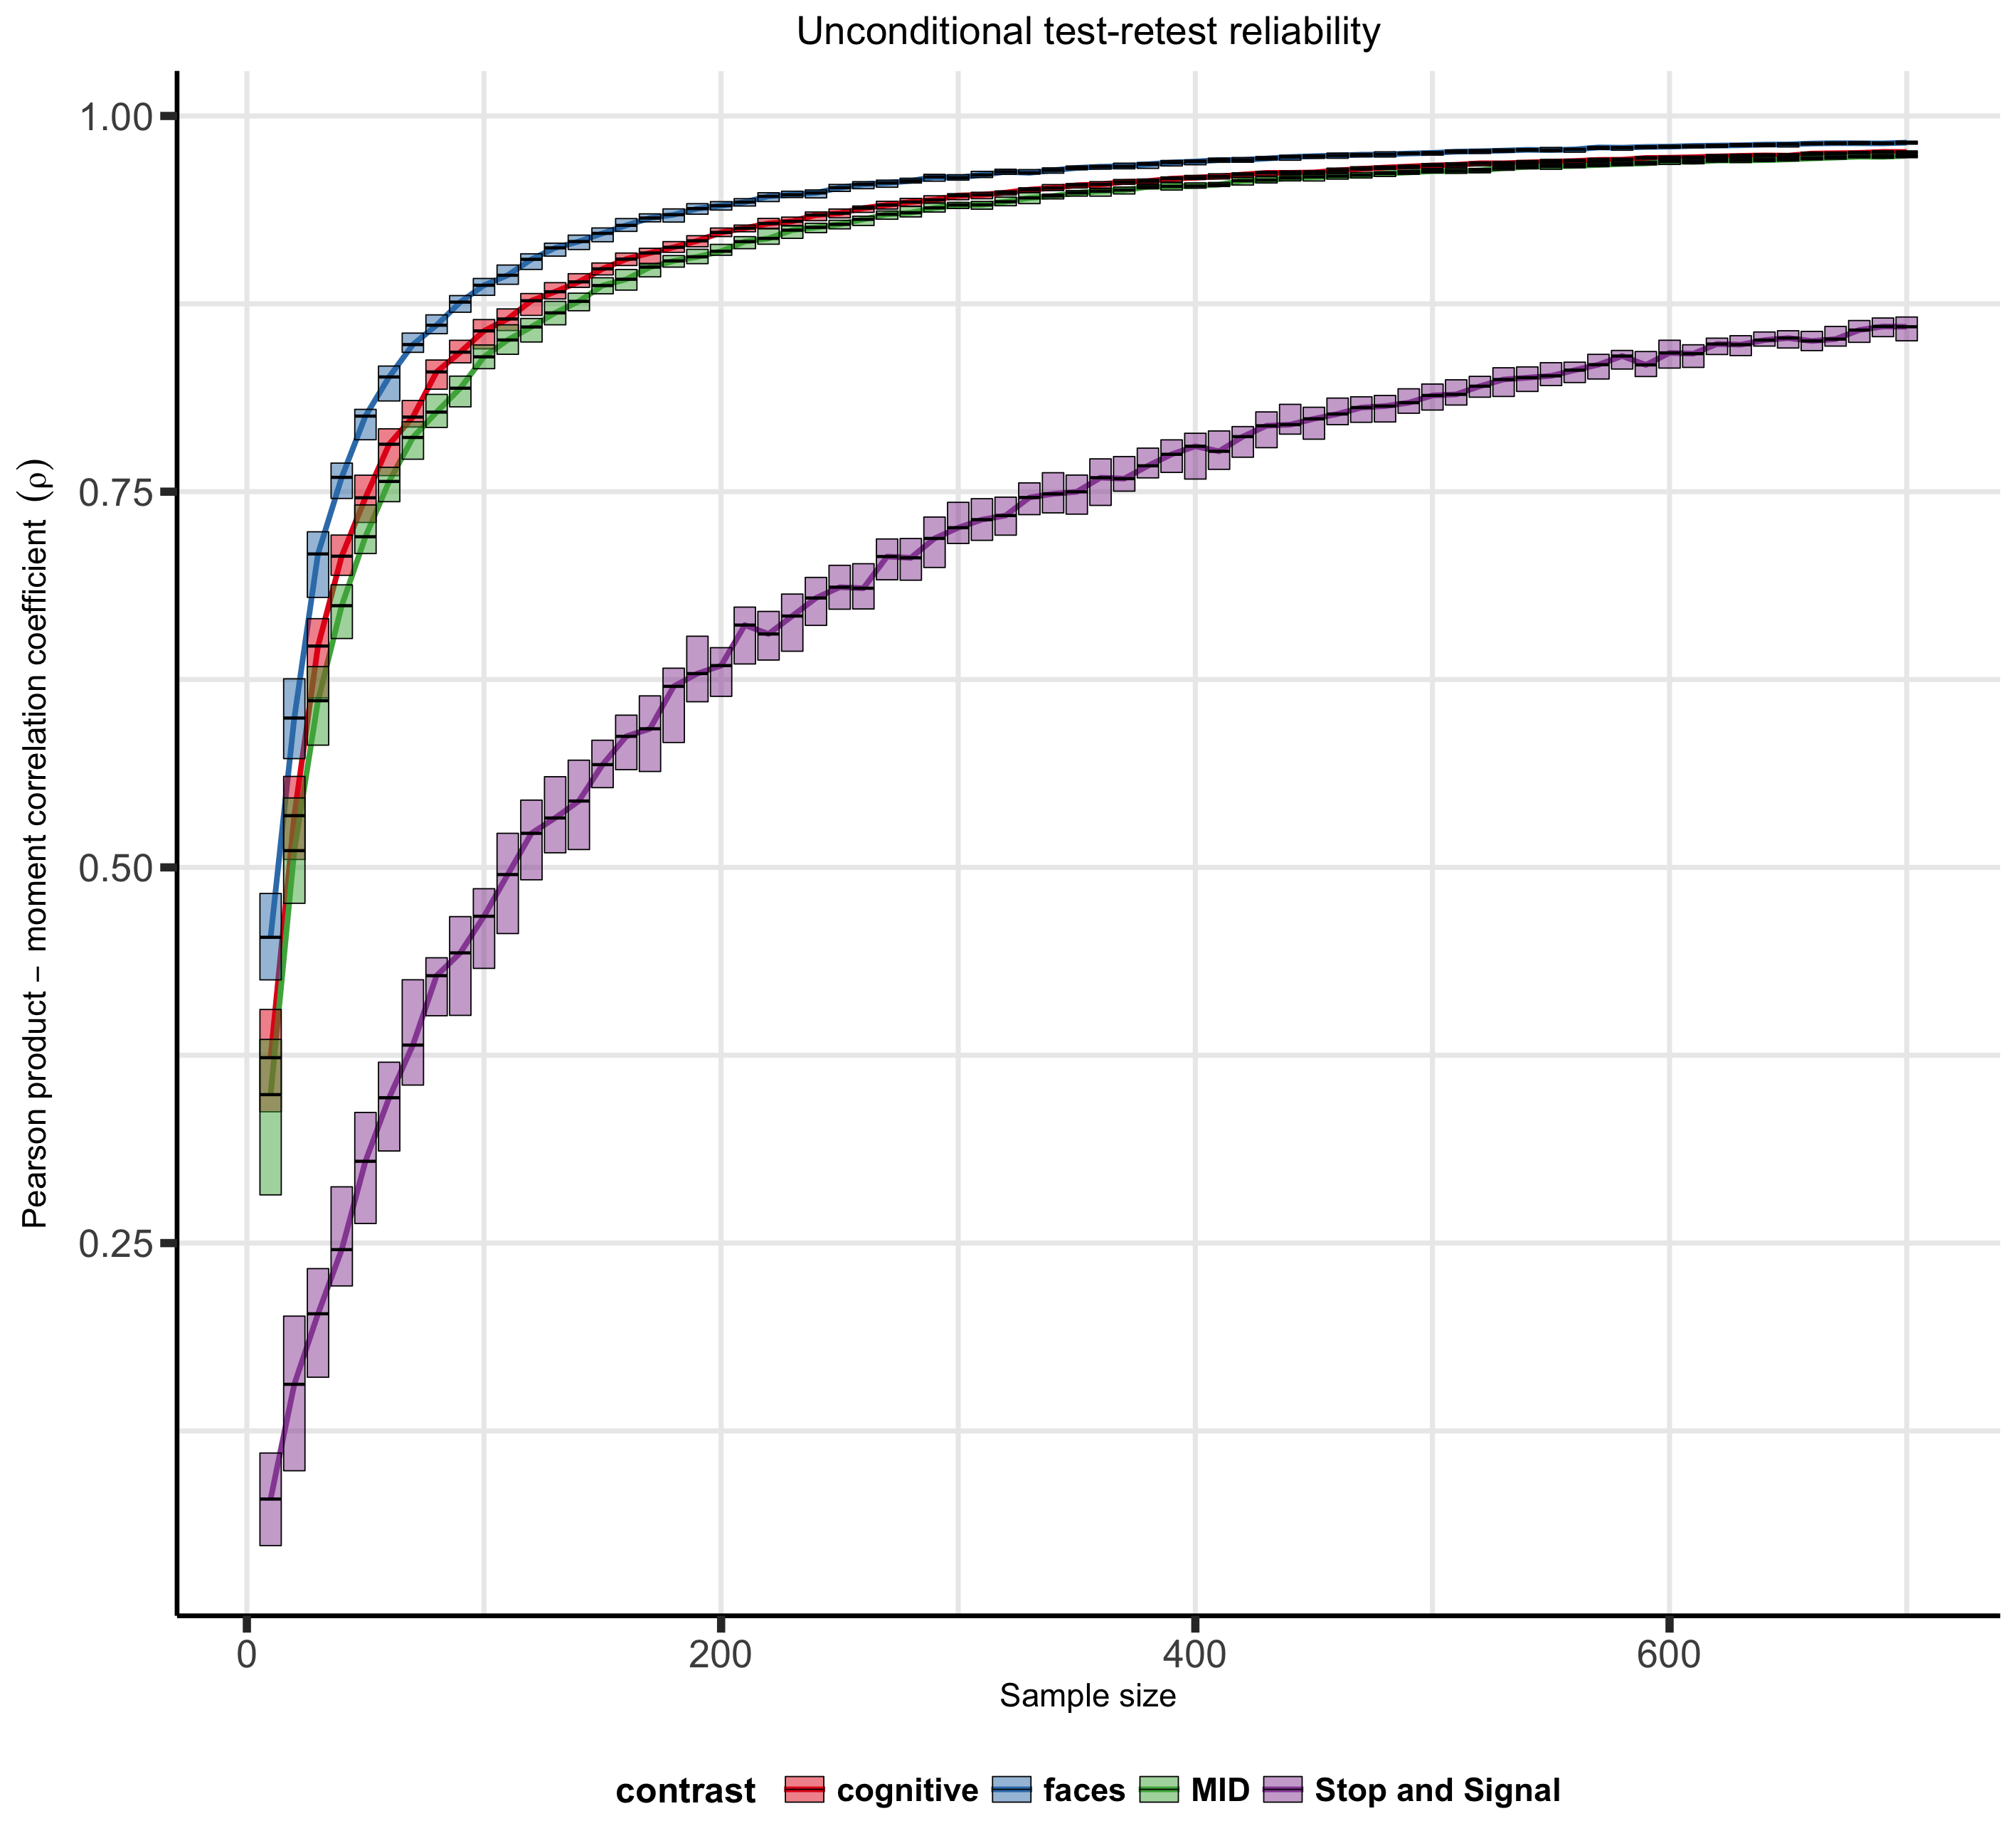 Unconditional test-retest reliability
Pearson product − moment correlation coefficient (ρ)
1.00
0.75
0.50
0.25
0 200 400 600
Sample size
contrast cognitive faces MID Stop and Signal